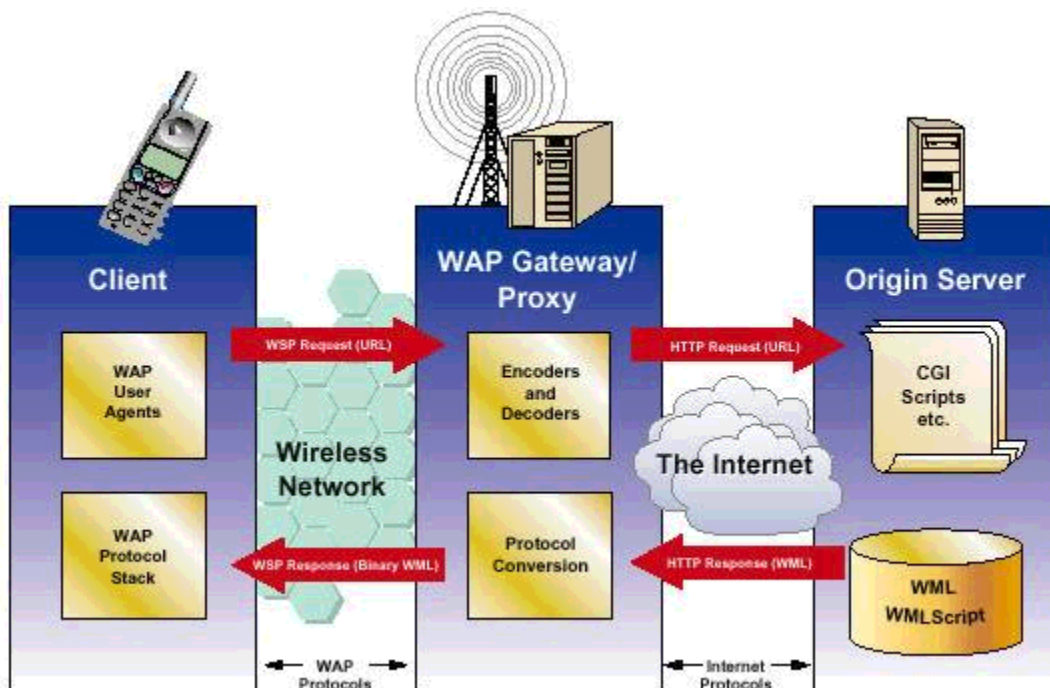 Client
WAP Gateway/
Proxy
Origin Server
WSP Request (URL)
HTTP Request (URL)
WAP
User
Agents
Encoders
and
Decoders
CGI
Scripts
etc.
Wireless
Network
The Internet
WAP
Protocol
Stack
WSP Response (Binary WML)
Protocol
Conversion
HTTP Response (WML)
WML
WMLScript
WAP
Protocols
Internet
Protocols